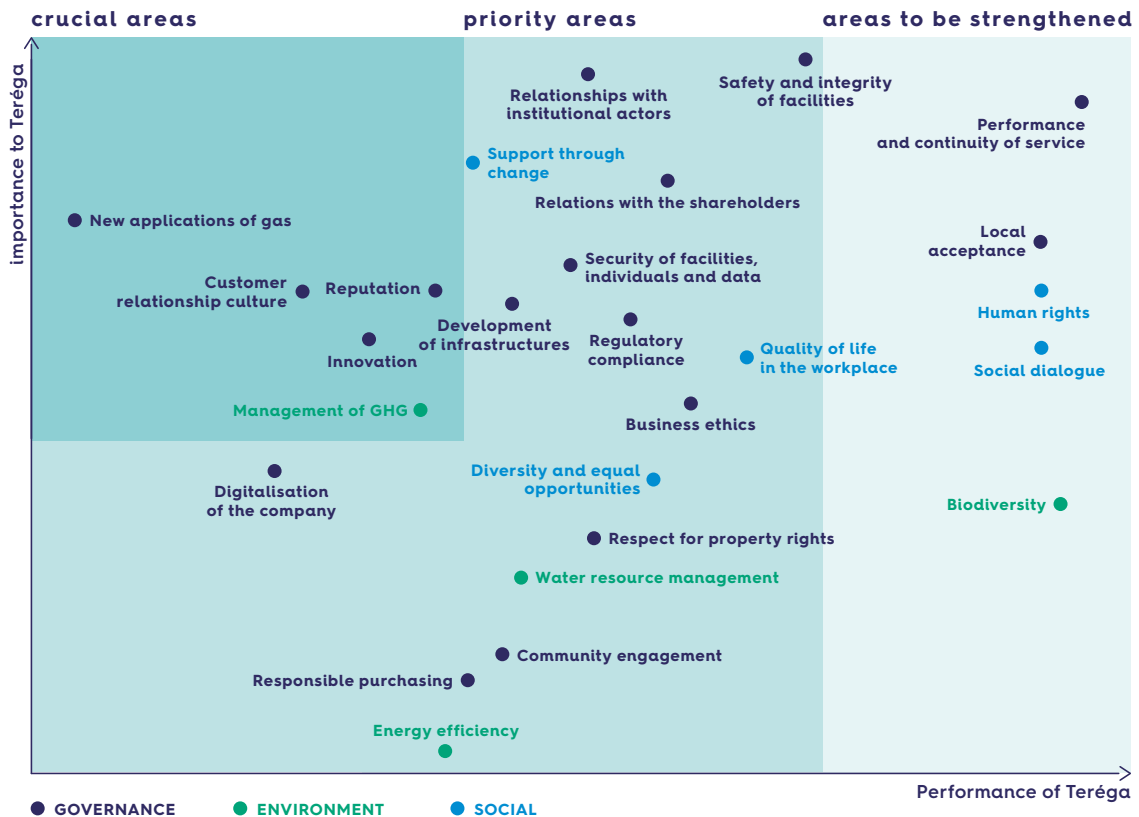 crucial areas
priority areas
areas to be strengthened
importance to Teréga
Relationships with
institutional actors
Safety and integrity
of facilities
Performance
and continuity of service
Support through
change
Relations with the shareholders
New applications of gas
Local
acceptance
Security of facilities,
individuals and data
Customer
relationship culture
Reputation
Human rights
Development
of infrastructures
Regulatory
compliance
Innovation
Quality of life
in the workplace
Social dialogue
Management of GHG
Business ethics
Digitalisation
of the company
Diversity and equal
opportunities
Biodiversity
Respect for property rights
Water resource management
Community engagement
Responsible purchasing
Energy efficiency
Performance of Teréga
GOVERNANCE
ENVIRONMENT
SOCIAL